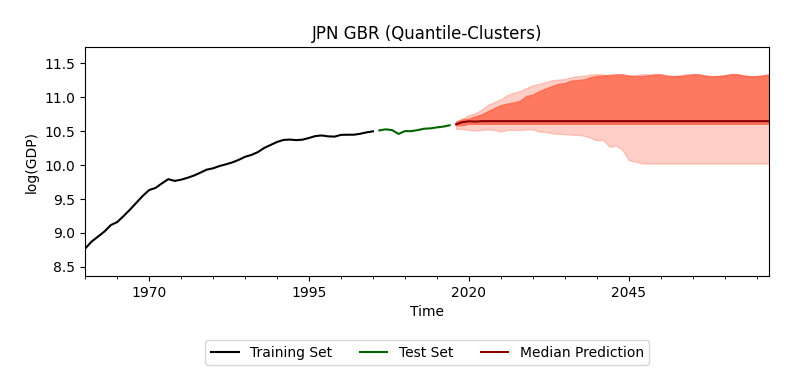 JPN GBR (Quantile-Clusters)
11.5
11.0
10.5
10.0
9.5
9.0
8.5
log(GDP)
1970 1995 2020 2045
Time
Training Set Test Set Median Prediction